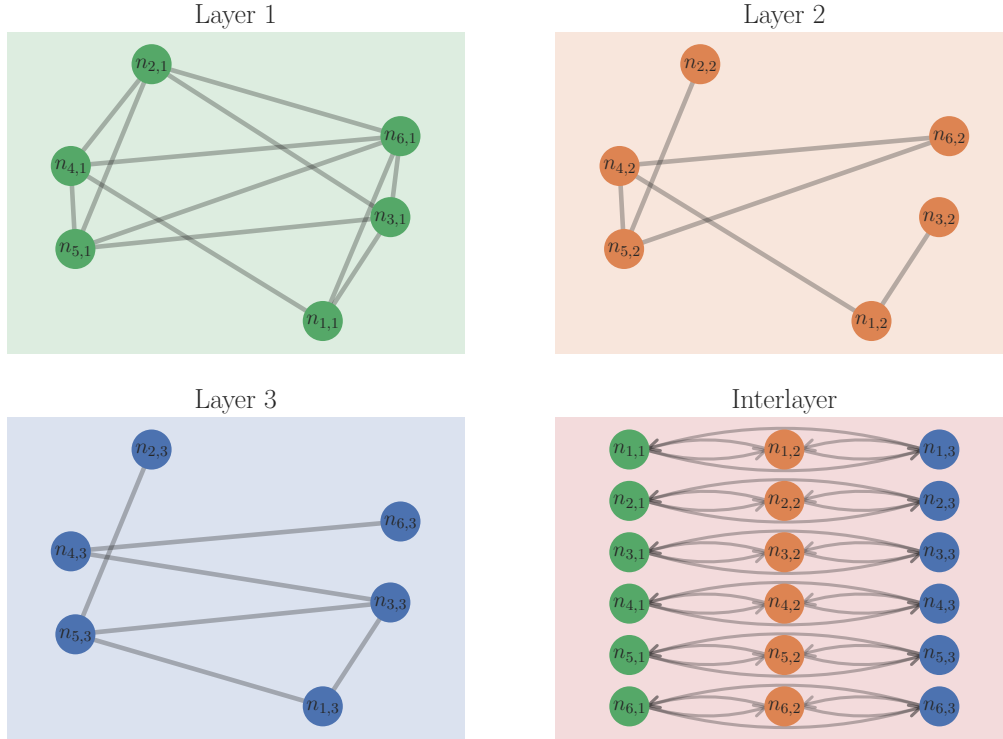 Layer 1
n2,1
n6,1
n4,1
n3,1
n5,1
n1,1
Layer 2
n2,2
n6,2
n4,2
n3,2
n5,2
n1,2
Layer 3
n2,3
n6,3
n4,3
n3,3
n5,3
n1,3
Interlayer
n1,1 n1,2 n1,3
n2,1 n2,2 n2,3
n3,1 n3,2 n3,3
n4,1 n4,2 n4,3
n5,1 n5,2 n5,3
n6,1 n6,2 n6,3